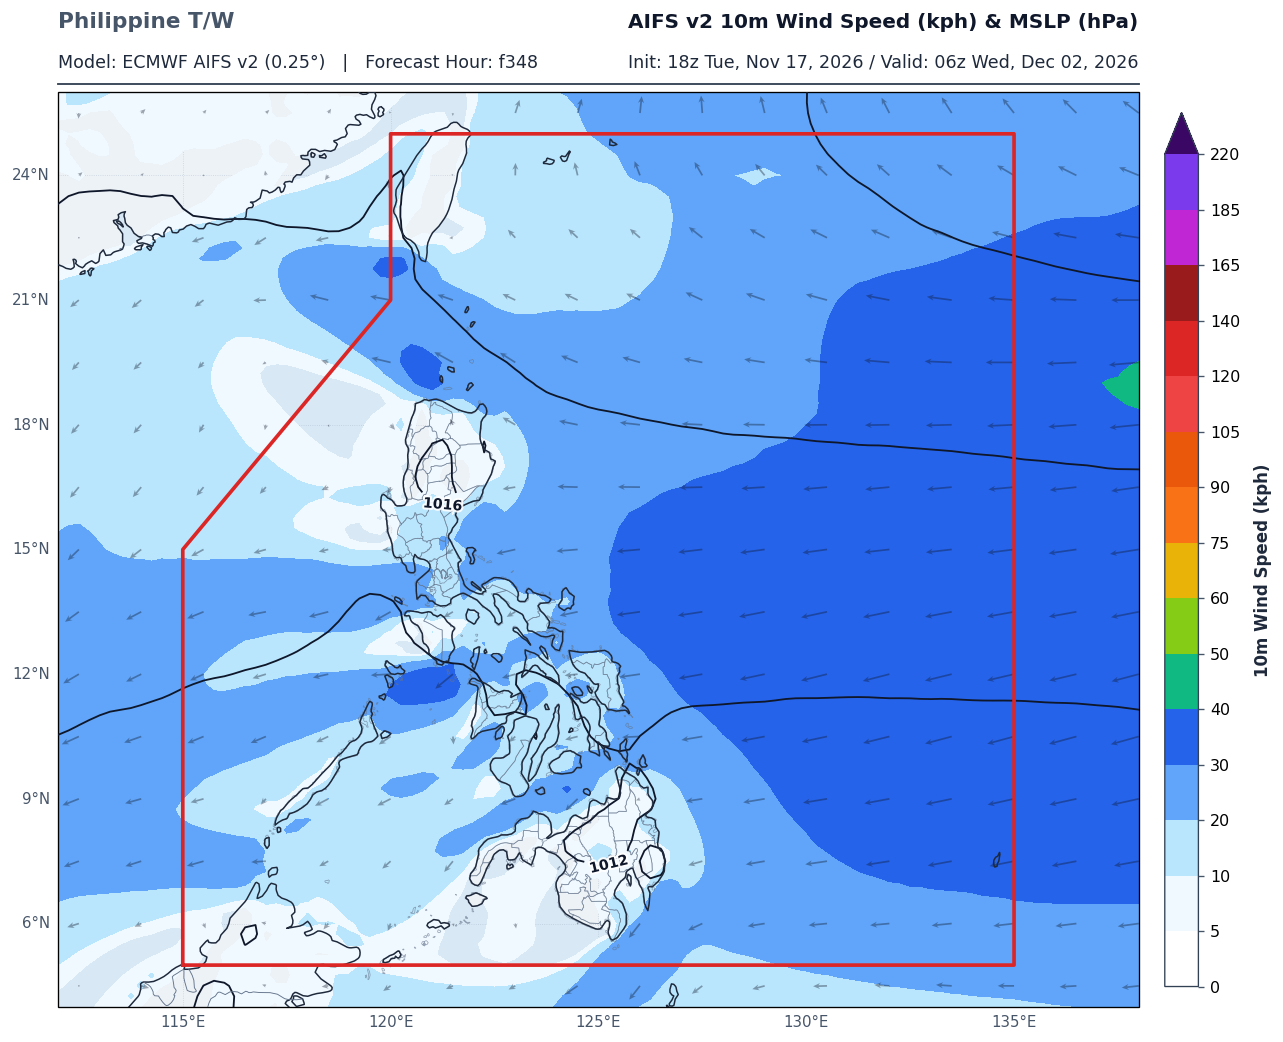 Philippine T/W
AIFS v2 10m Wind Speed (kph) & MSLP (hPa)
Model: ECMWF AIFS v2 (0.25°) | Forecast Hour: f348
Init: 18z Tue, Nov 17, 2026 / Valid: 06z Wed, Dec 02, 2026
24°N
21°N
18°N
15°N
12°N
9°N
6°N
1016
1012
115°E
120°E
125°E
130°E
135°E
220
185
165
140
120
105
90
75
60
50
40
30
20
10
5
0
10m Wind Speed (kph)